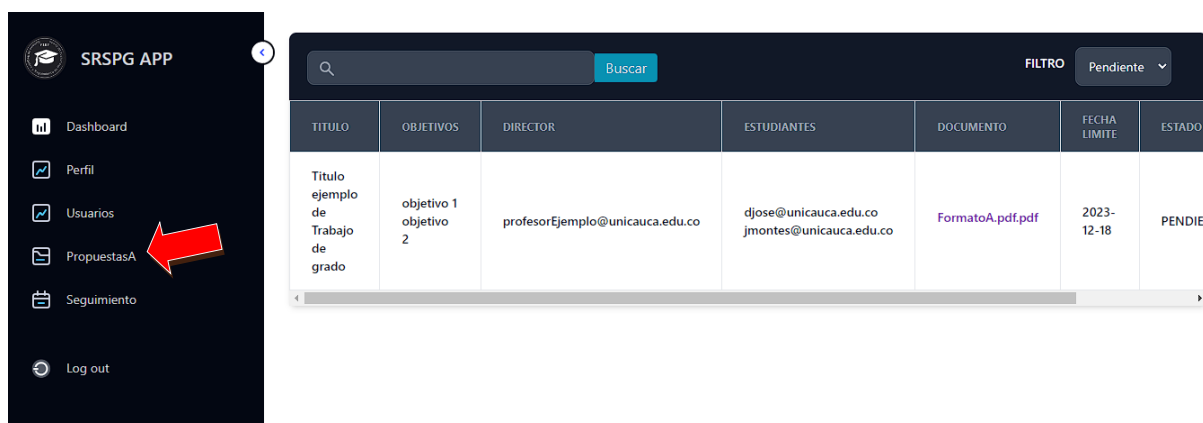 SRSPG APP
Dashboard
Perfil
Usuarios
PropuestasA
Seguimiento
Log out
Buscar
FILTRO
Pendiente
TITULO
OBJETIVOS
DIRECTOR
ESTUDIANTES
DOCUMENTO
FECHA
LIMITE
ESTADO
Titulo
ejemplo
de
Trabajo
de
grado
objetivo 1
objetivo
2
profesorEjemplo@unicauca.edu.co
djose@unicauca.edu.co
jmontes@unicauca.edu.co
FormatoA.pdf.pdf
2023-
12-18
PENDIE